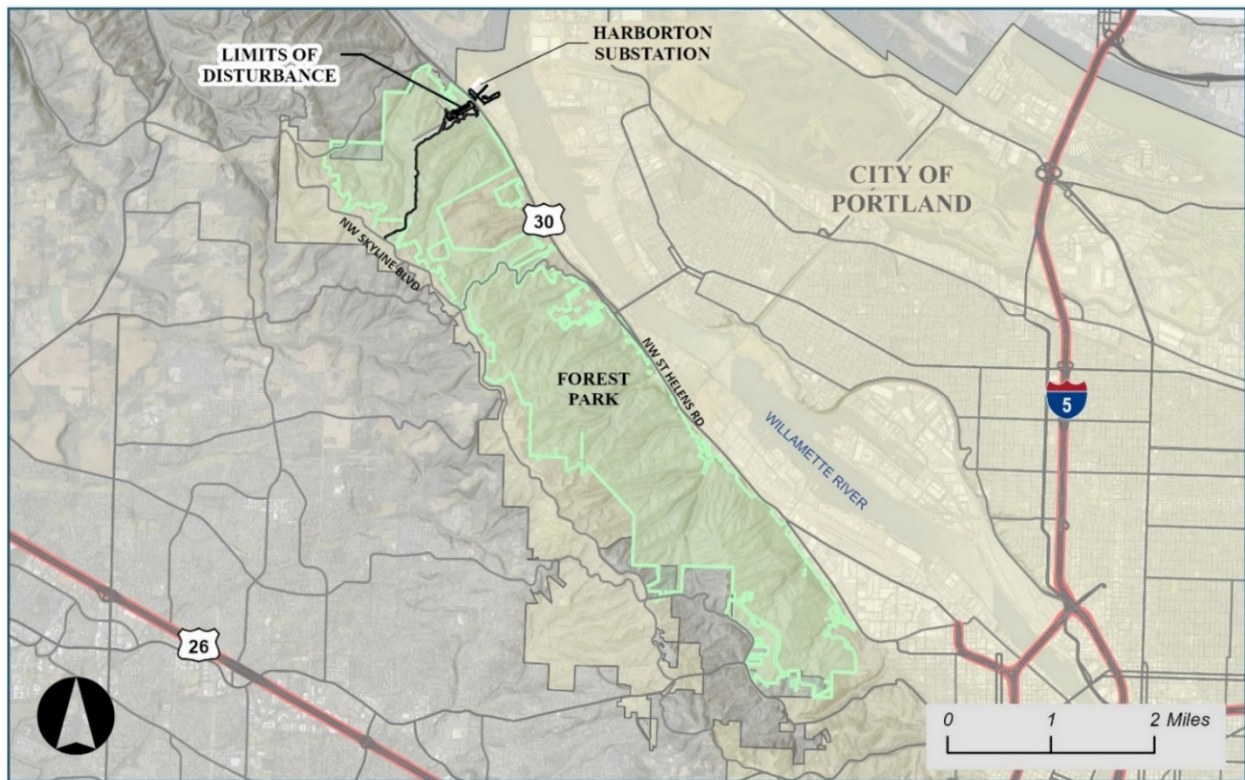 HARBORTON
SUBSTATION
LIMITS OF
DISTURBANCE
CITY OF
PORTLAND
30
NW SKYLINE BLVD
FOREST
PARK
NW ST HELENS RD
5
WILLAMETTE RIVER
26
0 1 2 Miles